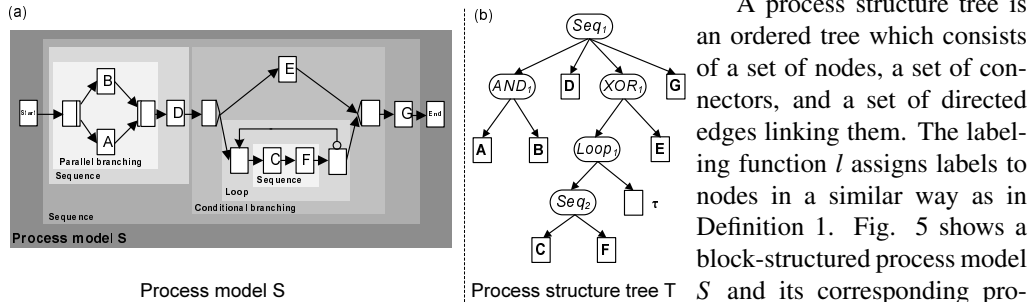 (a)
B
A
Start
Parallel branching
Sequence
D
E
C
F
Sequence
Loop
Conditional branching
G
End
Sequence
Process model S
Process model S
(b)
Seq1
AND1
D
XOR1
G
A
B
Loop1
E
Seq2
τ
C
F
Process structure tree T
A process structure tree is
an ordered tree which consists
of a set of nodes, a set of con-
nectors, and a set of directed
edges linking them. The label-
ing function l assigns labels to
nodes in a similar way as in
Definition 1. Fig. 5 shows a
block-structured process model
S and its corresponding pro-